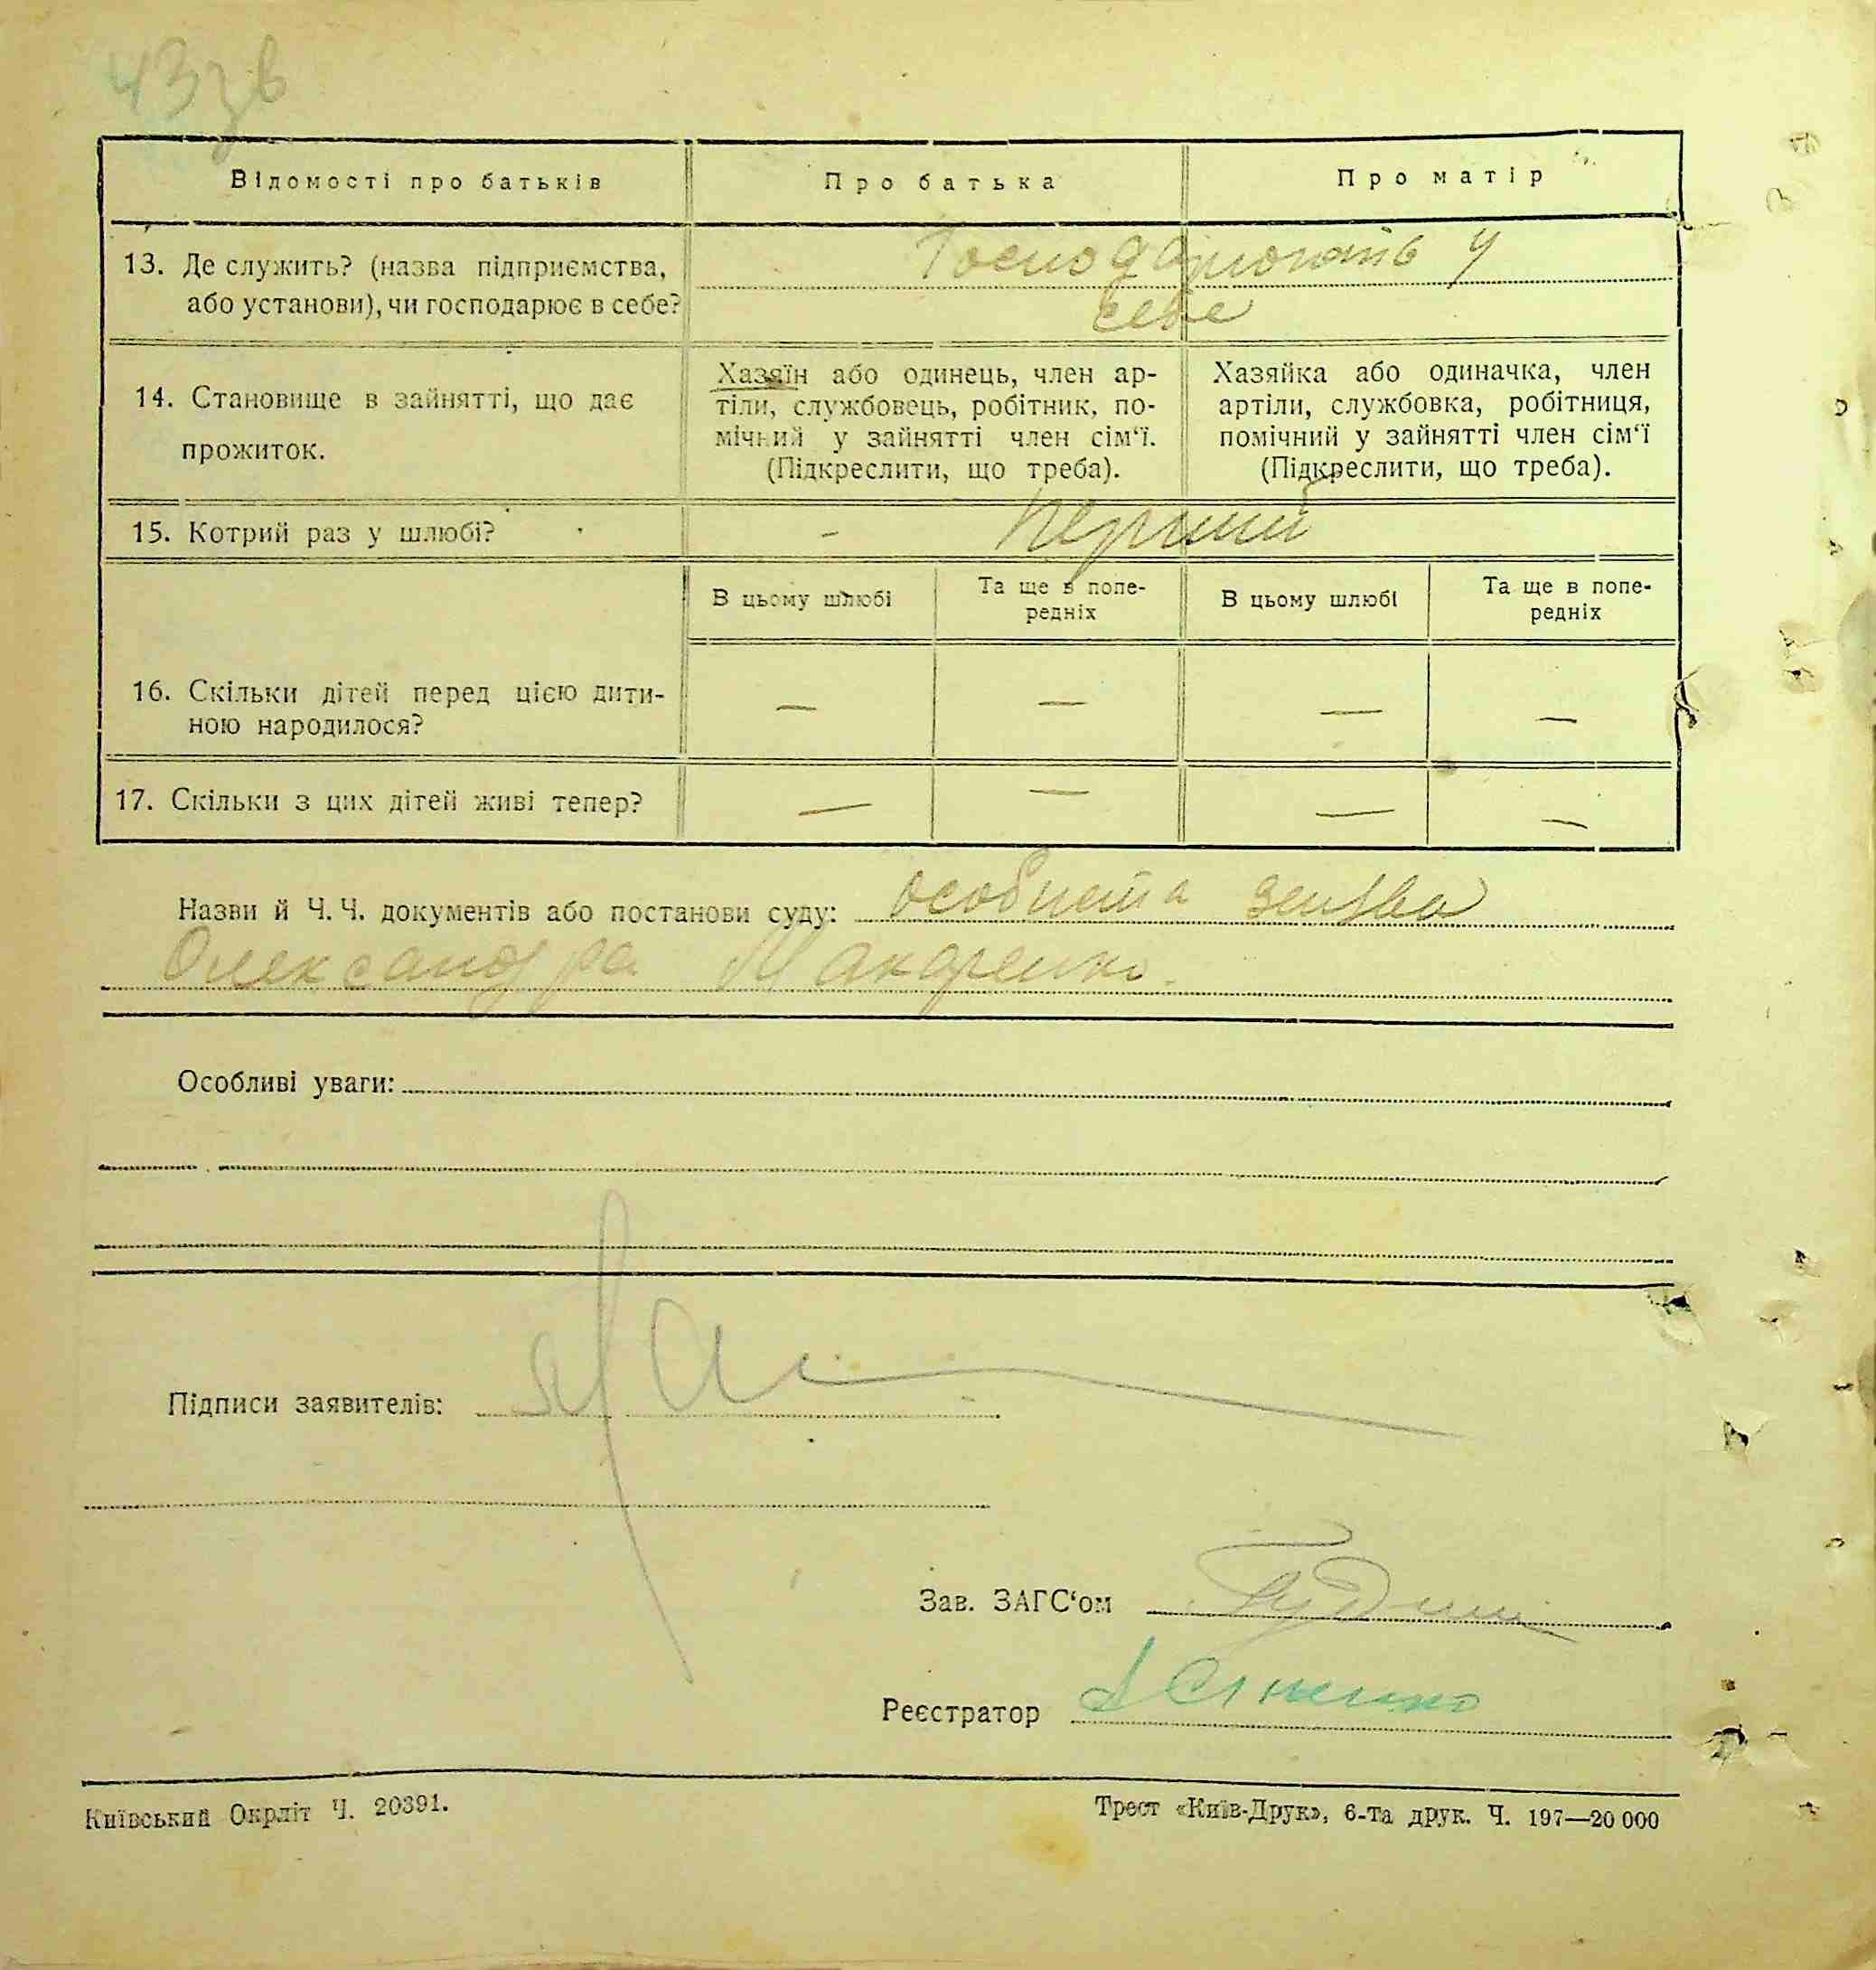 43зв
Відомості про батьків
Про батька
Про матір
13. Де служить? (назва підприємства,
або установи), чи господарює в себе?
Господарюють у
себе
14. Становище в зайнятті, що дає
прожиток.
Хазяїн або одинець, член ар-
тіли, службовець, робітник, по-
мічний у зайнятті член сім‘ї.
(Підкреслити, що треба).
Хазяйка або одиначка, член
артіли, службовка, робітниця,
помічний у зайнятті член сім‘ї
(Підкреслити, що треба).
15. Котрий раз у шлюбі?
- Перший
В цьому шлюбі
Та ще в попе-
редніх
В цьому шлюбі
Та ще в попе-
редніх
16. Скільки дітей перед цією дити-
ною народилося?
— — — —
17. Скільки з цих дітей живі тепер?
— — — —
Назви й Ч. Ч. документів або постанови суду: особиста заява
Олександра
Особливі уваги:
Підписи заявителів:
Зав. ЗАГС‘ом
Реєстратор
Київський Окрліт Ч. 20391.
Трест «Київ-Друк», 6-та друк. Ч. 197—20 000